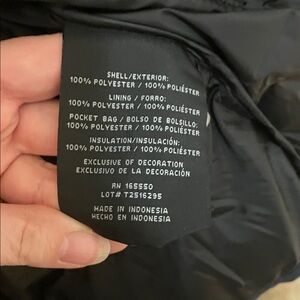 SHELL/EXTERIOR:
100% POLYESTER / 100% POLIÉSTER
LINING / FORRO:
100% POLYESTER / 100% POLIÉSTER
POCKET BAG / BOLSO DE BOLSILLO:
100% POLYESTER / 100% POLIÉSTER
INSULATION/INSULATION:
100% POLYESTER / 100% POLIÉSTER
EXCLUSIVE OF DECORATION
EXCLUSIVO DE LA DECORACIÓN
RN 165550
LOT# T2516295
MADE IN INDONESIA
HECHO EN INDONESIA